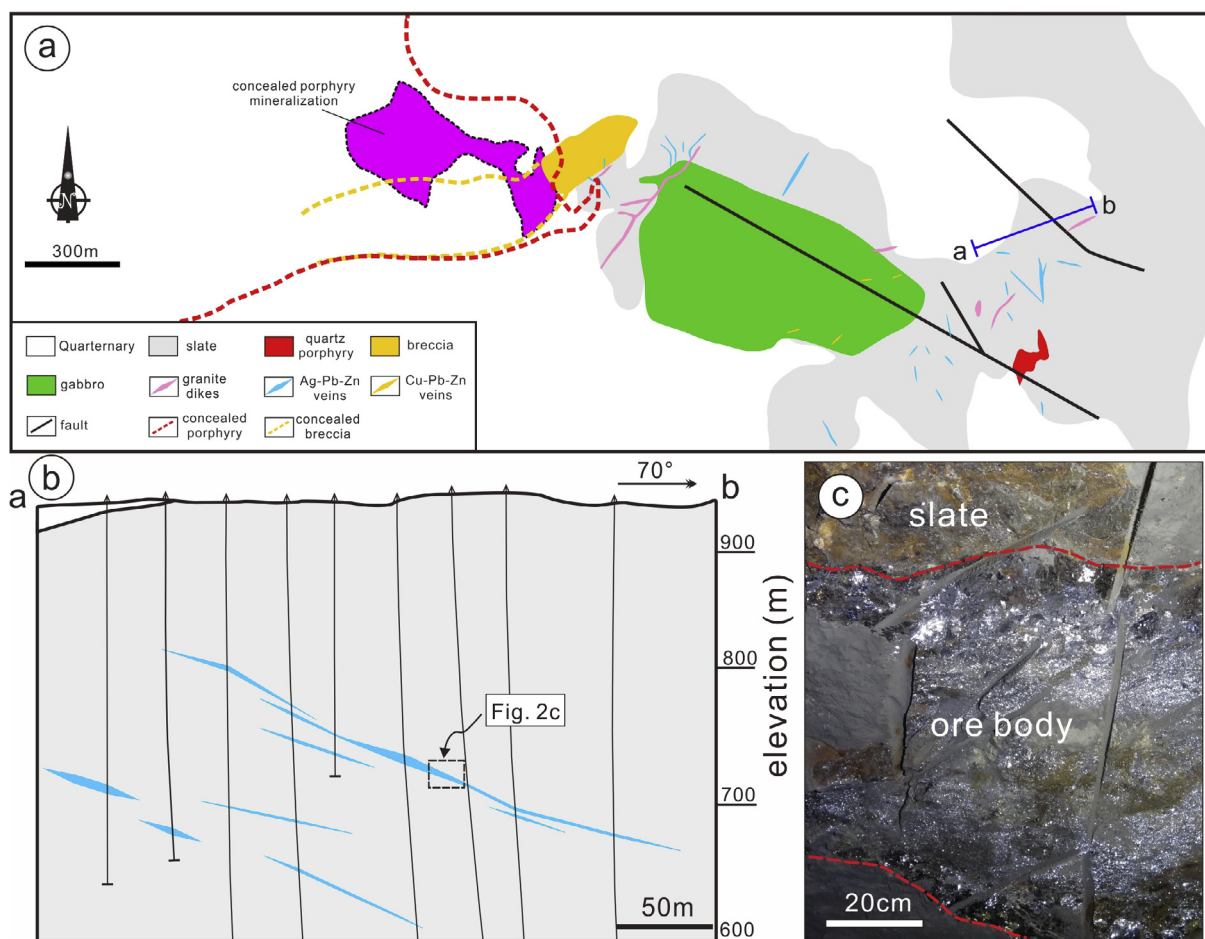 a
concealed porphyry
mineralization
N
300m
a
b
Quarternary
slate
quartz
porphyry
breccia
gabbro
granite
dikes
Ag-Pb-Zn
veins
Cu-Pb-Zn
veins
fault
concealed
porphyry
concealed
breccia
a
b
70°
b
900
800
700
600
elevation (m)
Fig. 2c
50m
c
slate
ore body
20cm